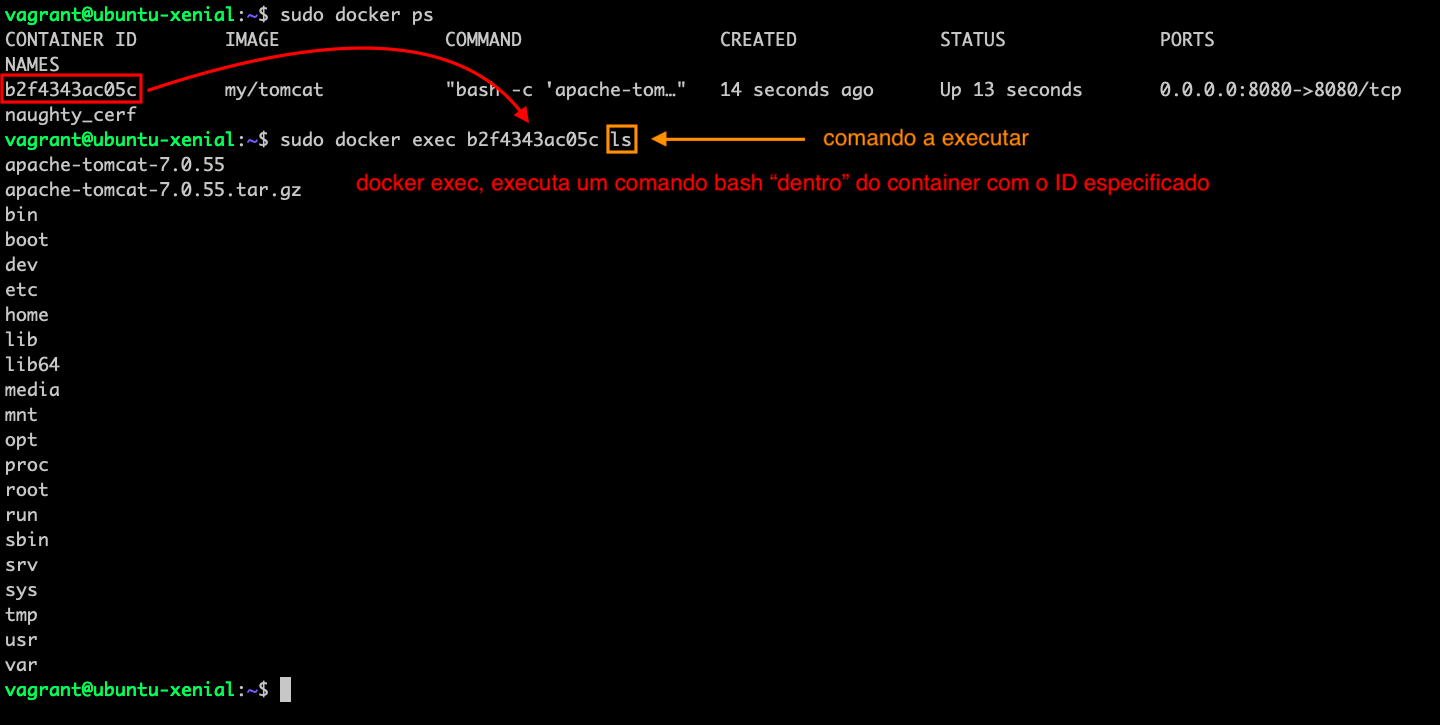 vagrant@ubuntu-xenial:~$ sudo docker ps
CONTAINER ID IMAGE COMMAND CREATED STATUS PORTS
NAMES
b2f4343ac05c my/tomcat "bash -c 'apache-tom…" 14 seconds ago Up 13 seconds 0.0.0.0:8080->8080/tcp
naughty_cerf
vagrant@ubuntu-xenial:~$ sudo docker exec b2f4343ac05c ls
comando a executar
apache-tomcat-7.0.55
docker exec, executa um comando bash “dentro” do container com o ID especificado
apache-tomcat-7.0.55.tar.gz
bin
boot
dev
etc
home
lib
lib64
media
mnt
opt
proc
root
run
sbin
srv
sys
tmp
usr
var
vagrant@ubuntu-xenial:~$